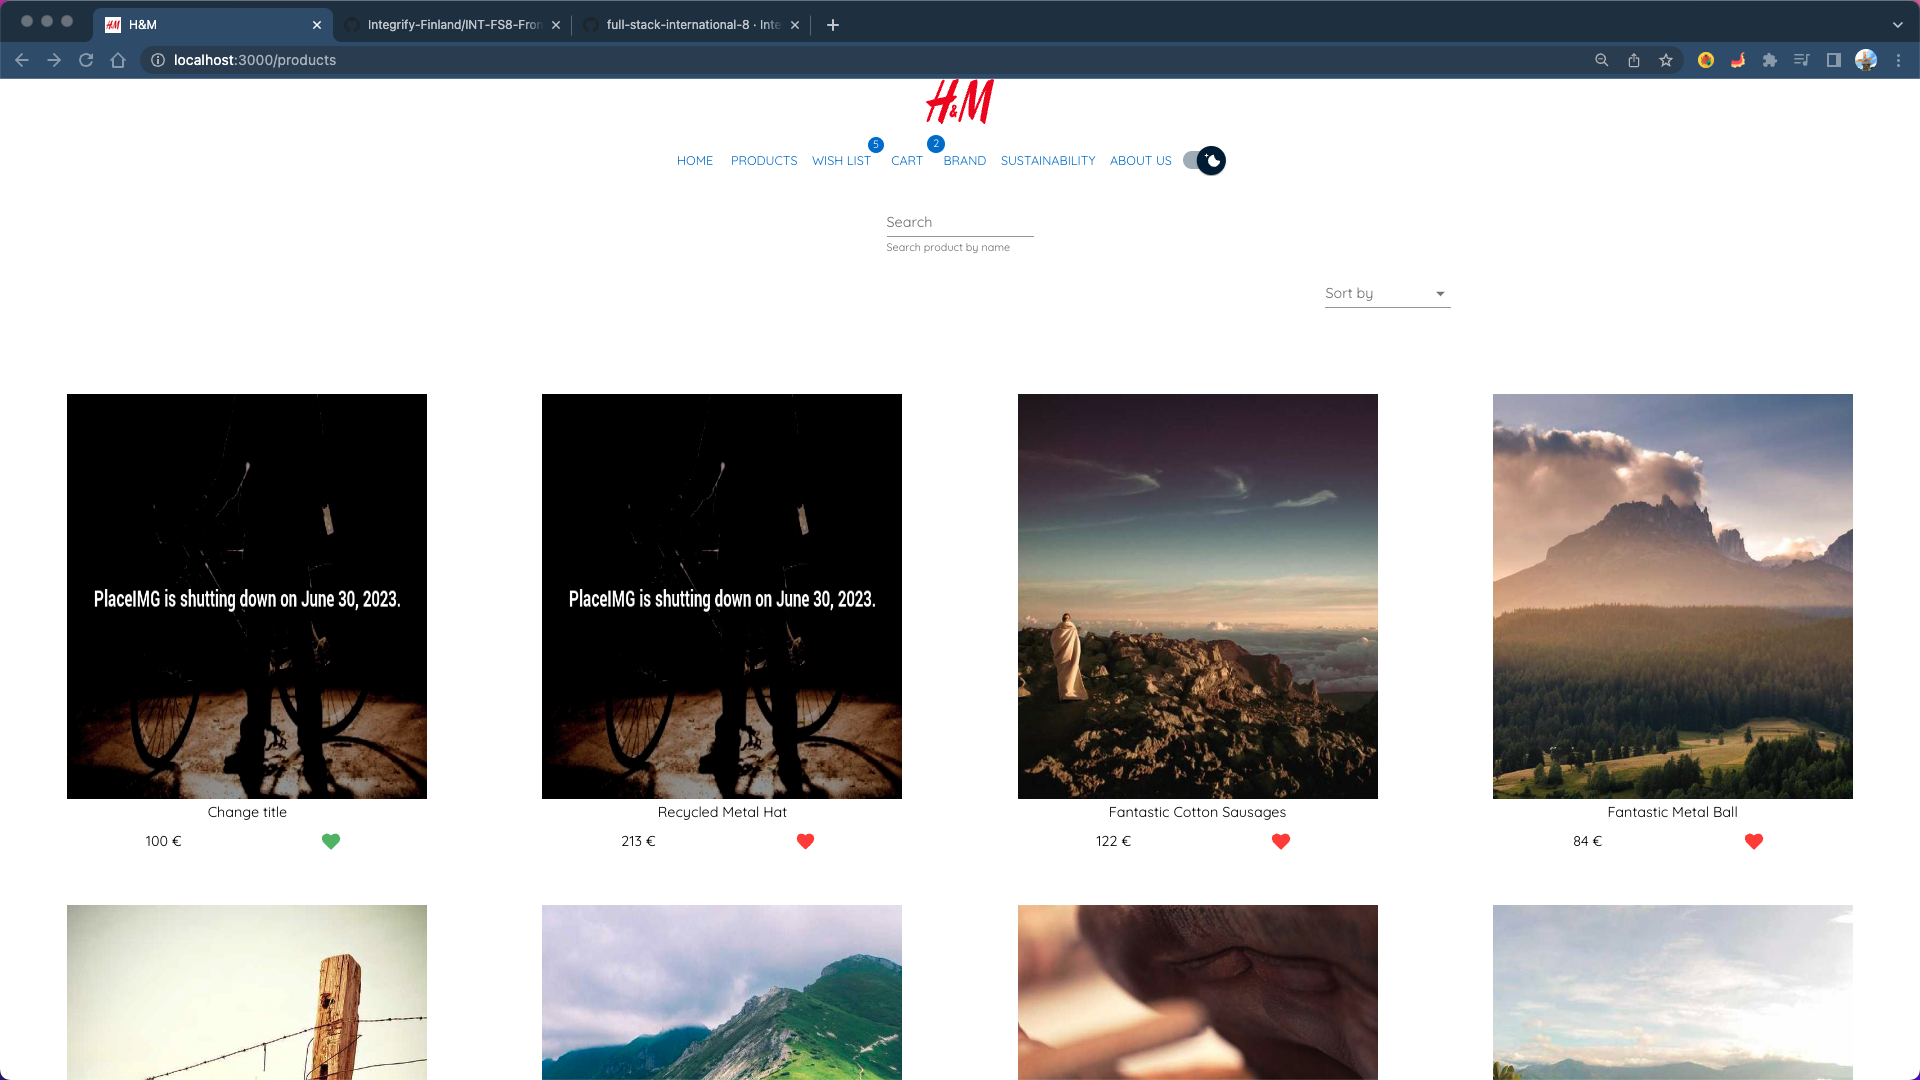 H&M
Integrify-Finland/INT-FS8-Fron
full-stack-international-8 · Inte
localhost:3000/products
H&M
HOME PRODUCTS WISH LIST 5 CART 2 BRAND SUSTAINABILITY ABOUT US
Search
Search product by name
Sort by
PlaceIMG is shutting down on June 30, 2023.
PlaceIMG is shutting down on June 30, 2023.
Change title
Recycled Metal Hat
Fantastic Cotton Sausages
Fantastic Metal Ball
100 €
213 €
122 €
84 €